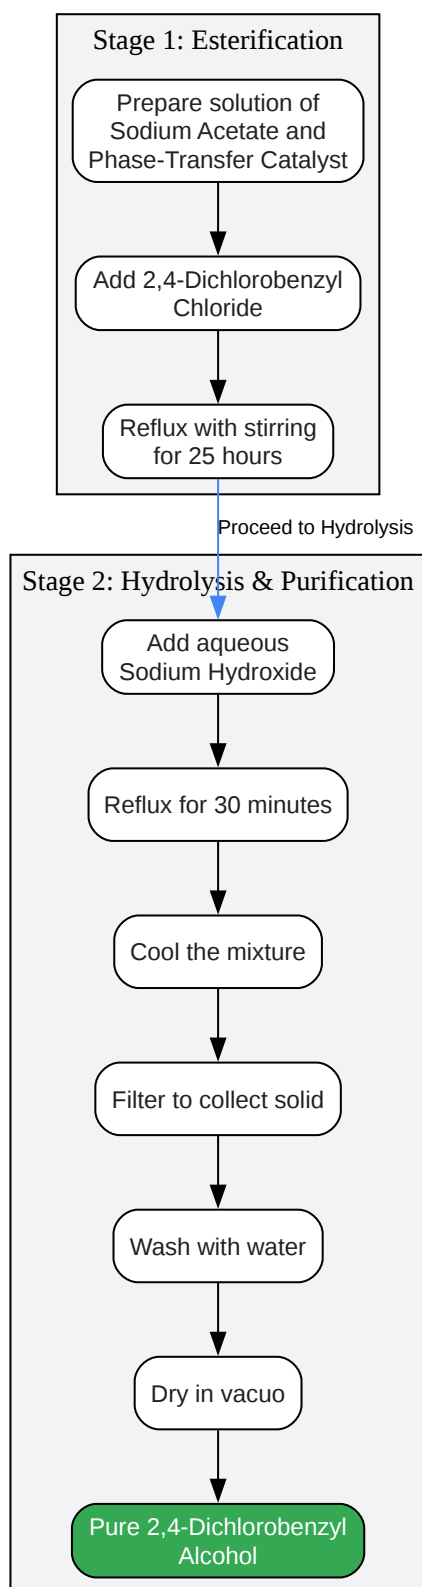 Stage 1: Esterification
Prepare solution of
Sodium Acetate and
Phase-Transfer Catalyst
Add 2,4-Dichlorobenzyl
Chloride
Reflux with stirring
for 25 hours
Proceed to Hydrolysis
Stage 2: Hydrolysis & Purification
Add aqueous
Sodium Hydroxide
Reflux for 30 minutes
Cool the mixture
Filter to collect solid
Wash with water
Dry in vacuo
Pure 2,4-Dichlorobenzyl
Alcohol